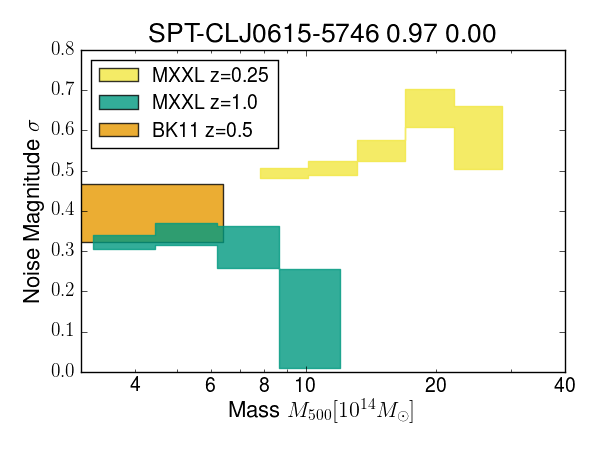 SPT-CLJ0615-5746 0.97 0.00
0.8
0.7
0.6
0.5
0.4
0.3
0.2
0.1
0.0
Noise Magnitude σ
MXXL z=0.25
MXXL z=1.0
BK11 z=0.5
4 6 8 10 20 40
Mass M₅₀₀[10¹⁴M☉]